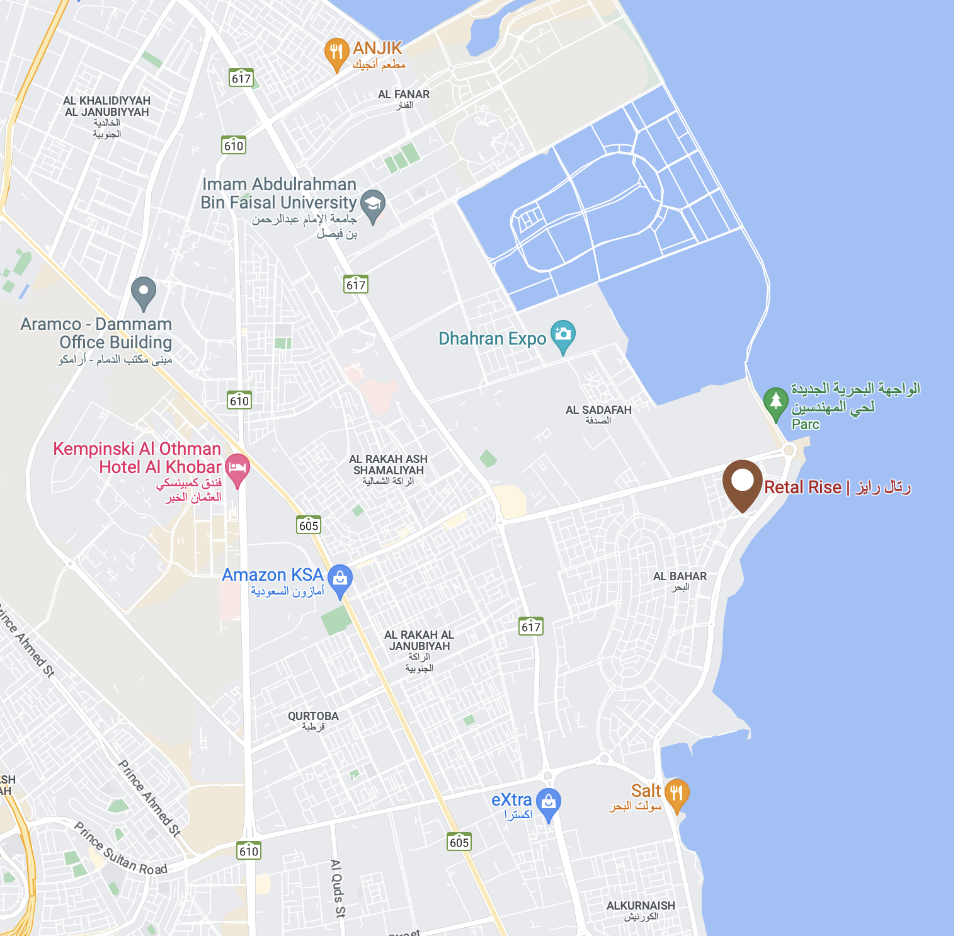 ANJIK
مطعم أنجيك
617
AL FANAR
الفنار
AL KHALIDIYYAH
AL JANUBIYYAH
الخالدية
الجنوبية
610
Imam Abdulrahman
Bin Faisal University
جامعة الإمام عبدالرحمن
بن فيصل
617
Aramco - Dammam
Office Building
مبنى مكتب الدمام - أرامكو
Dhahran Expo
الواجهة البحرية الجديدة
لحي المهندسين
Parc
610
AL SADAFAH
الصدفة
Kempinski Al Othman
Hotel Al Khobar
فندق كمبينسكي
العثمان الخبر
AL RAKAH ASH
SHAMALIYAH
الراكة الشمالية
Retal Rise | رتال رايز
605
Amazon KSA
أمازون السعودية
AL BAHAR
البحر
617
AL RAKAH AL
JANUBIYAH
الراكة
الجنوبية
Prince Ahmed St
QURTOBA
قرطبة
SH
AH
Prince Ahmed St
eXtra
اكسترا
Salt
سولت البحر
Prince Sultan Road
610
605
Al Quds St
ALKURNAISH
الكورنيش